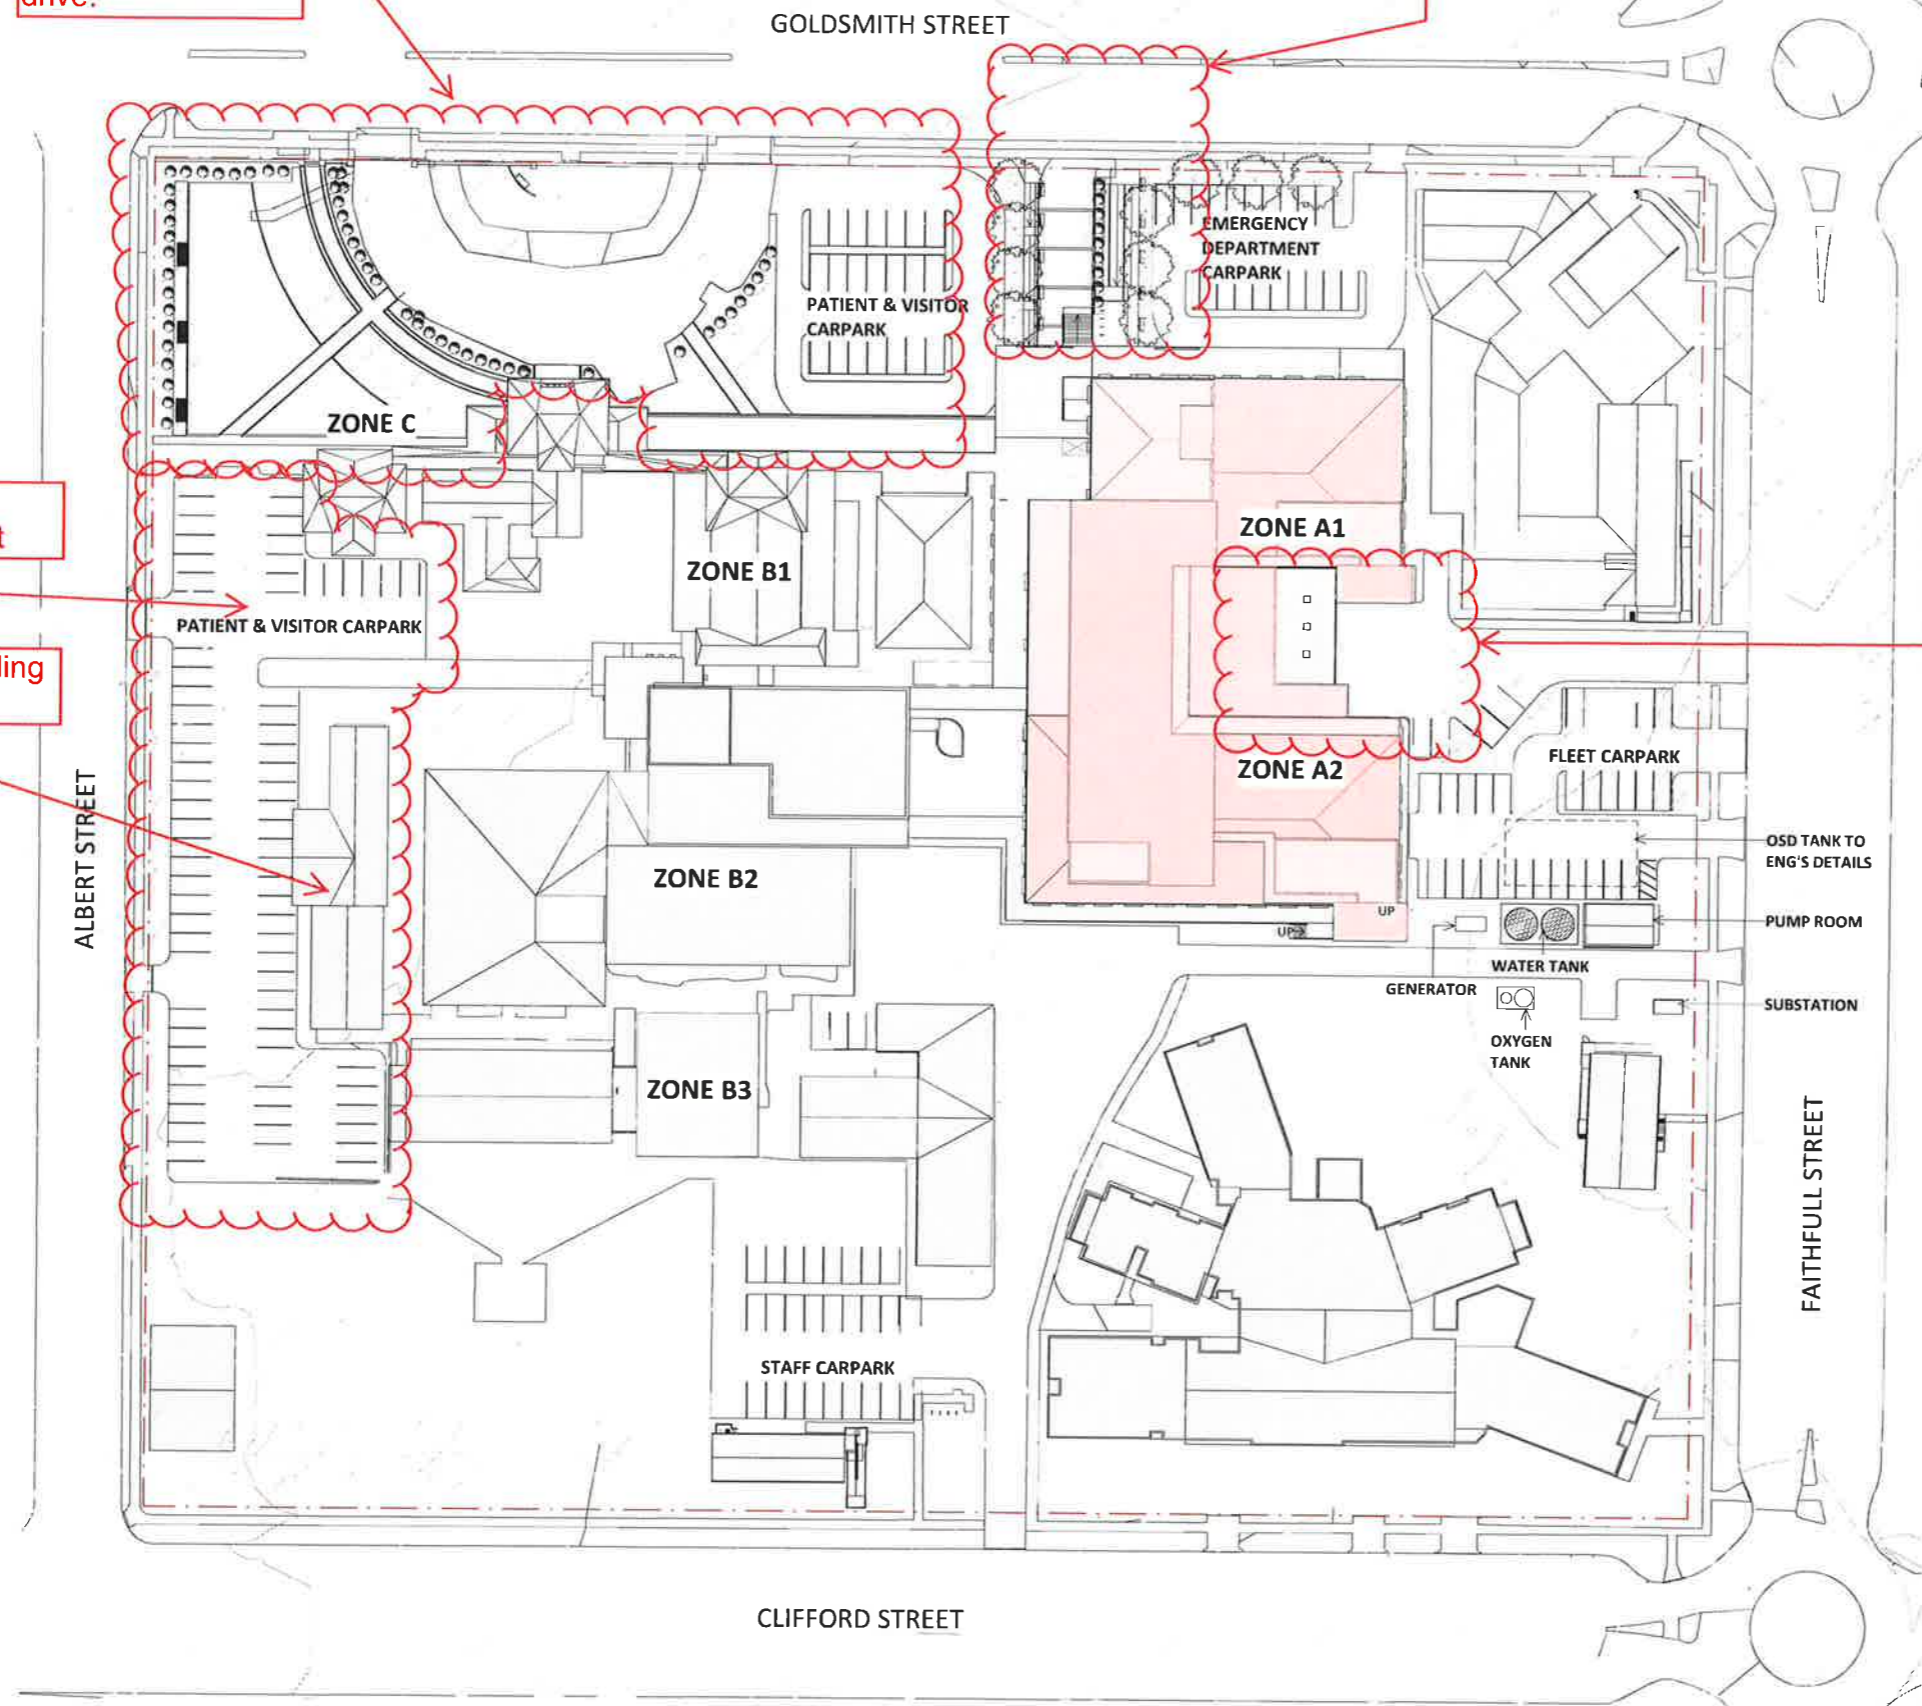 drive.
GOLDSMITH STREET
EMERGENCY
DEPARTMENT
CARPARK
PATIENT & VISITOR
CARPARK
ZONE C
ZONE A1
ZONE B1
PATIENT & VISITOR CARPARK
ZONE A2
FLEET CARPARK
ALBERT STREET
OSD TANK TO
ENG'S DETAILS
ZONE B2
UP
UP
PUMP ROOM
WATER TANK
GENERATOR
SUBSTATION
OXYGEN
TANK
ZONE B3
FAITHFULL STREET
STAFF CARPARK
CLIFFORD STREET